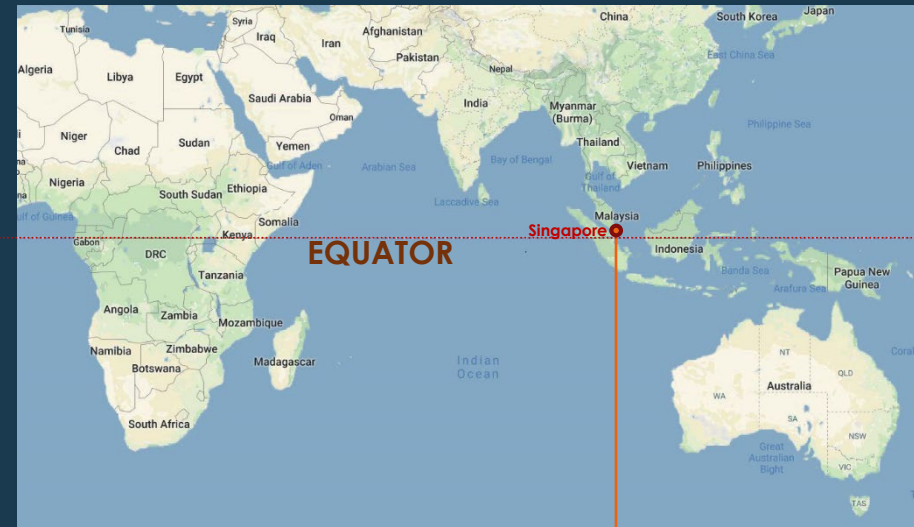 China
South Korea
Japan
Tunisia
Syria
Iraq
Iran
Afghanistan
Pakistan
East China Sea
Algeria
Libya
Egypt
Nepal
Saudi Arabia
India
Myanmar
(Burma)
Oman
Niger
Chad
Sudan
Yemen
Thailand
Philippine Sea
Gulf of Aden
Arabian Sea
Bay of Bengal
Vietnam
Philippines
Nigeria
South Sudan
Ethiopia
Gulf of
Thailand
Laccadive Sea
Somalia
Malaysia
Singapore
Gabon
Kenya
EQUATOR
Indonesia
DRC
Tanzania
Banda Sea
Papua New
Guinea
Arafura Sea
Angola
Zambia
Mozambique
Namibia
Zimbabwe
Botswana
Madagascar
Indian
Ocean
NT
QLD
Australia
WA
South Africa
SA
NSW
Great
Australian
Bight
VIC
TAS